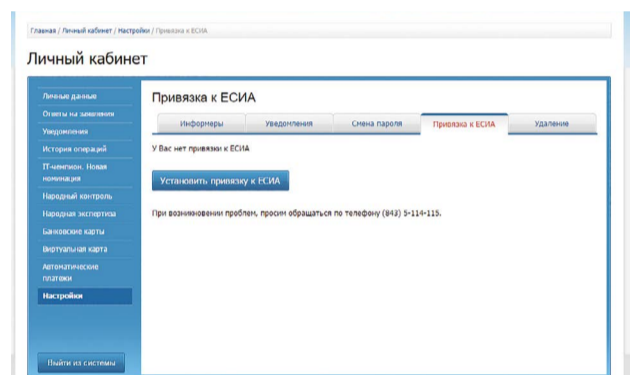 Главная / Личный кабинет / Настройки / Привязка к ЕСИА
Личный кабинет
Личные данные
Ответы на заявления
Уведомления
История операций
IT-чемпион. Новая
номинация
Народный контроль
Народная экспертиза
Банковские карты
Виртуальная карта
Автоматические
платежи
Настройки
Выйти из системы
Привязка к ЕСИА
Информеры
Уведомления
Смена пароля
Привязка к ЕСИА
Удаление
У Вас нет привязки к ЕСИА
Установить привязку к ЕСИА
При возникновении проблем, просим обращаться по телефону (843) 5-114-115.